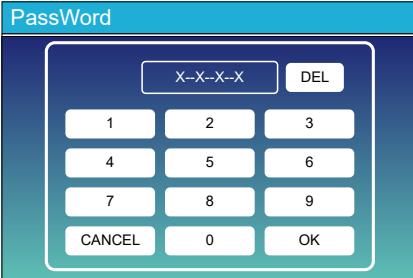 PassWord
X--X--X--X DEL
1 2 3
4 5 6
7 8 9
CANCEL 0 OK